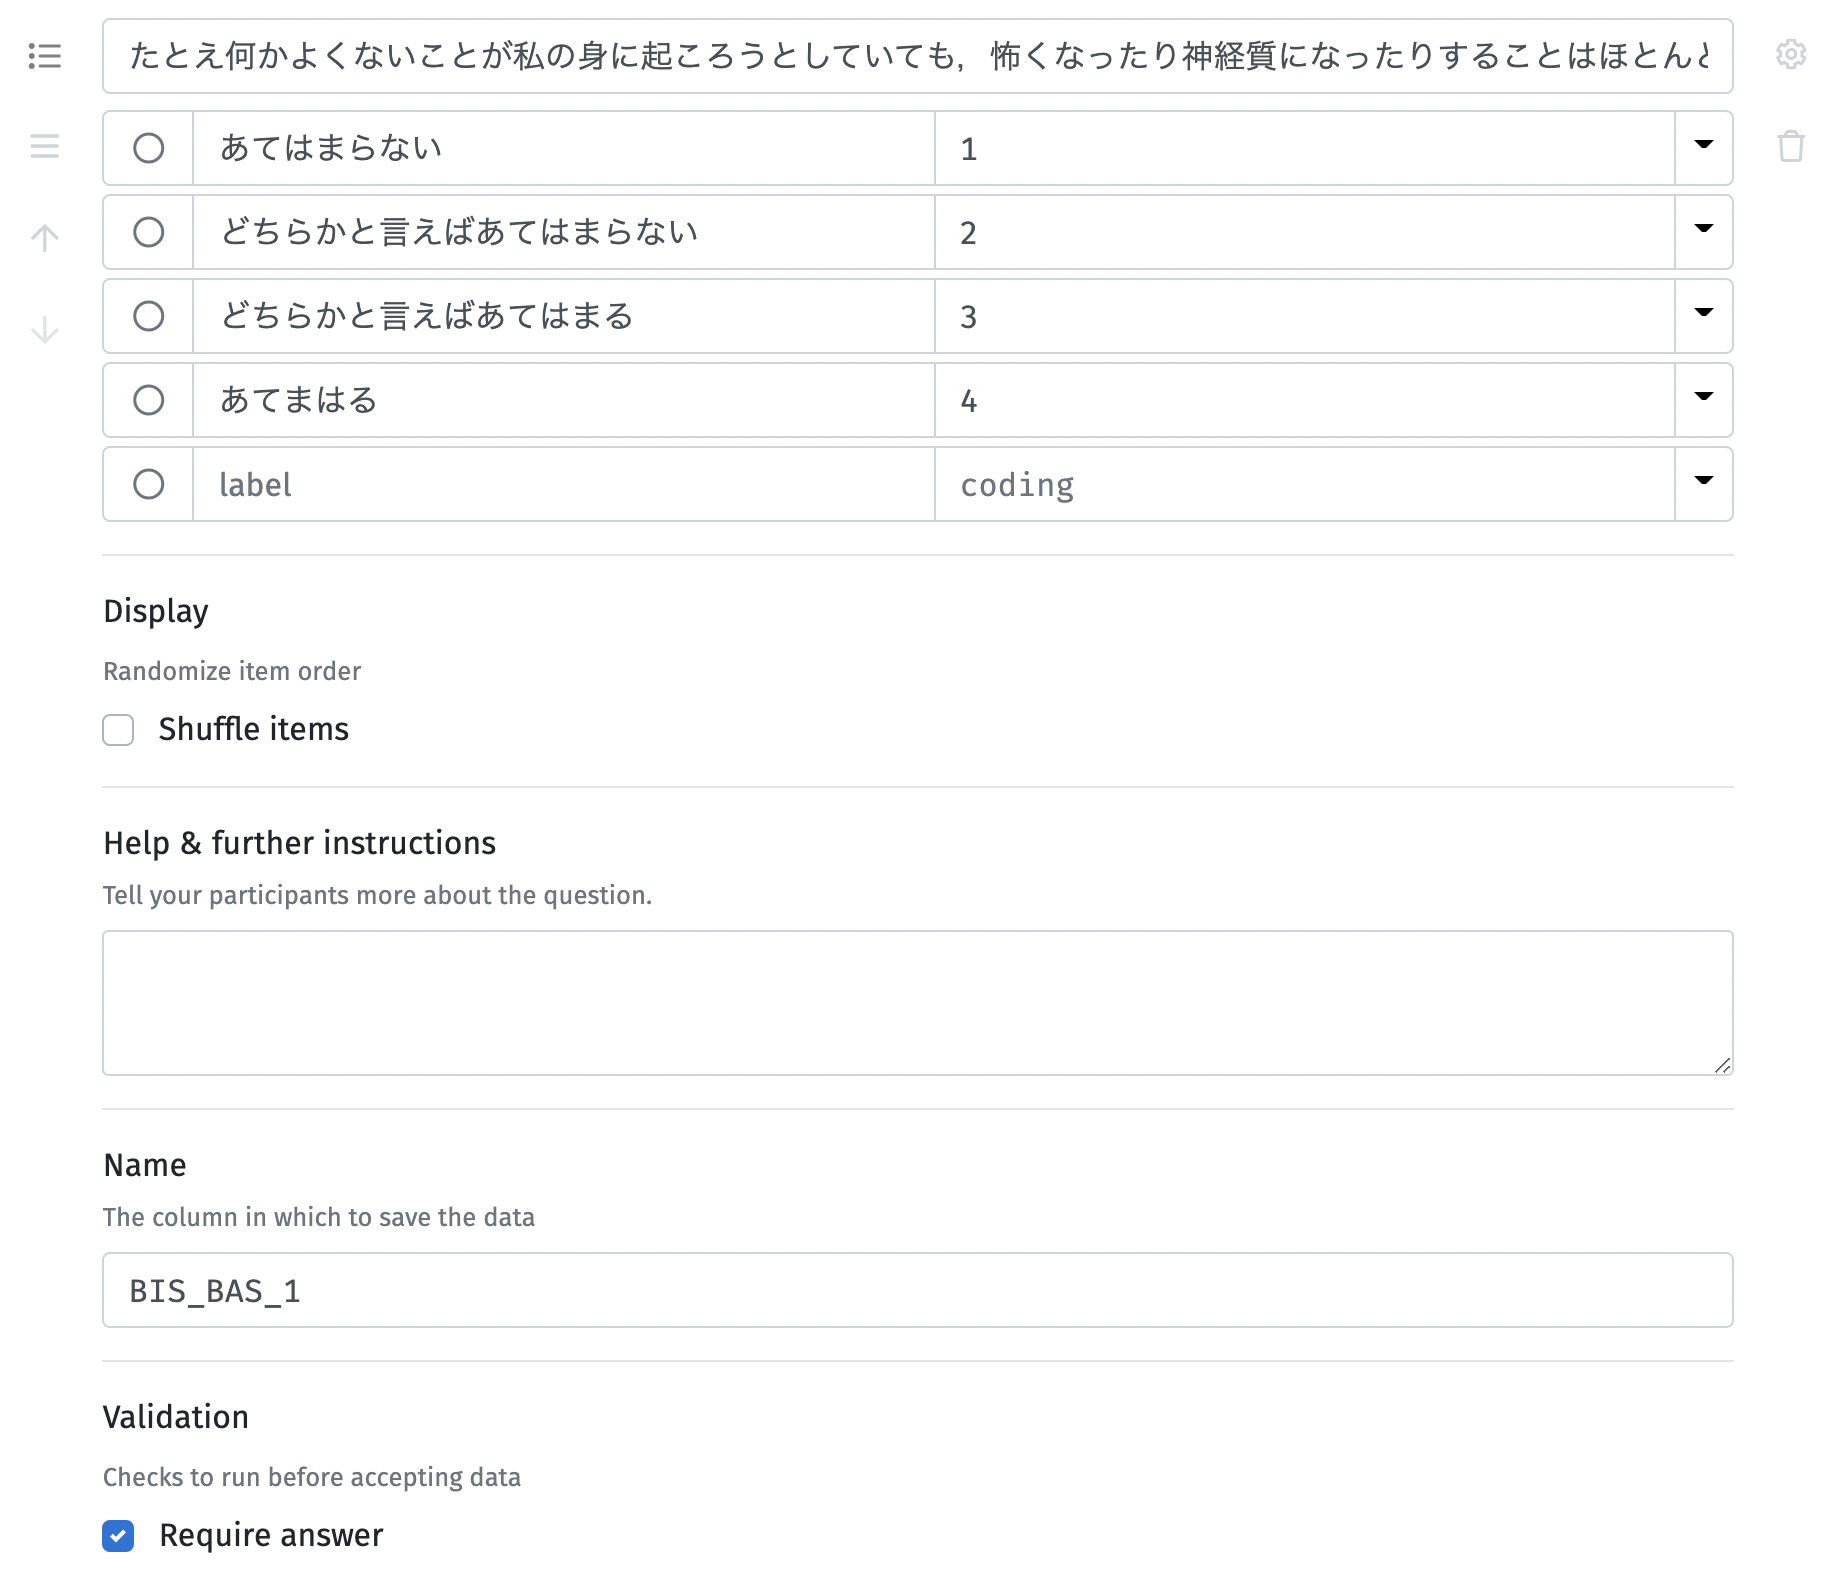 たとえ何かよくないことが私の身に起ころうとしていても，怖くなったり神経質になったりすることはほとんど
あてはまらない 1
どちらかと言えばあてはまらない 2
どちらかと言えばあてはまる 3
あてまはる 4
label coding
Display
Randomize item order
Shuffle items
Help & further instructions
Tell your participants more about the question.
Name
The column in which to save the data
BIS_BAS_1
Validation
Checks to run before accepting data
Require answer